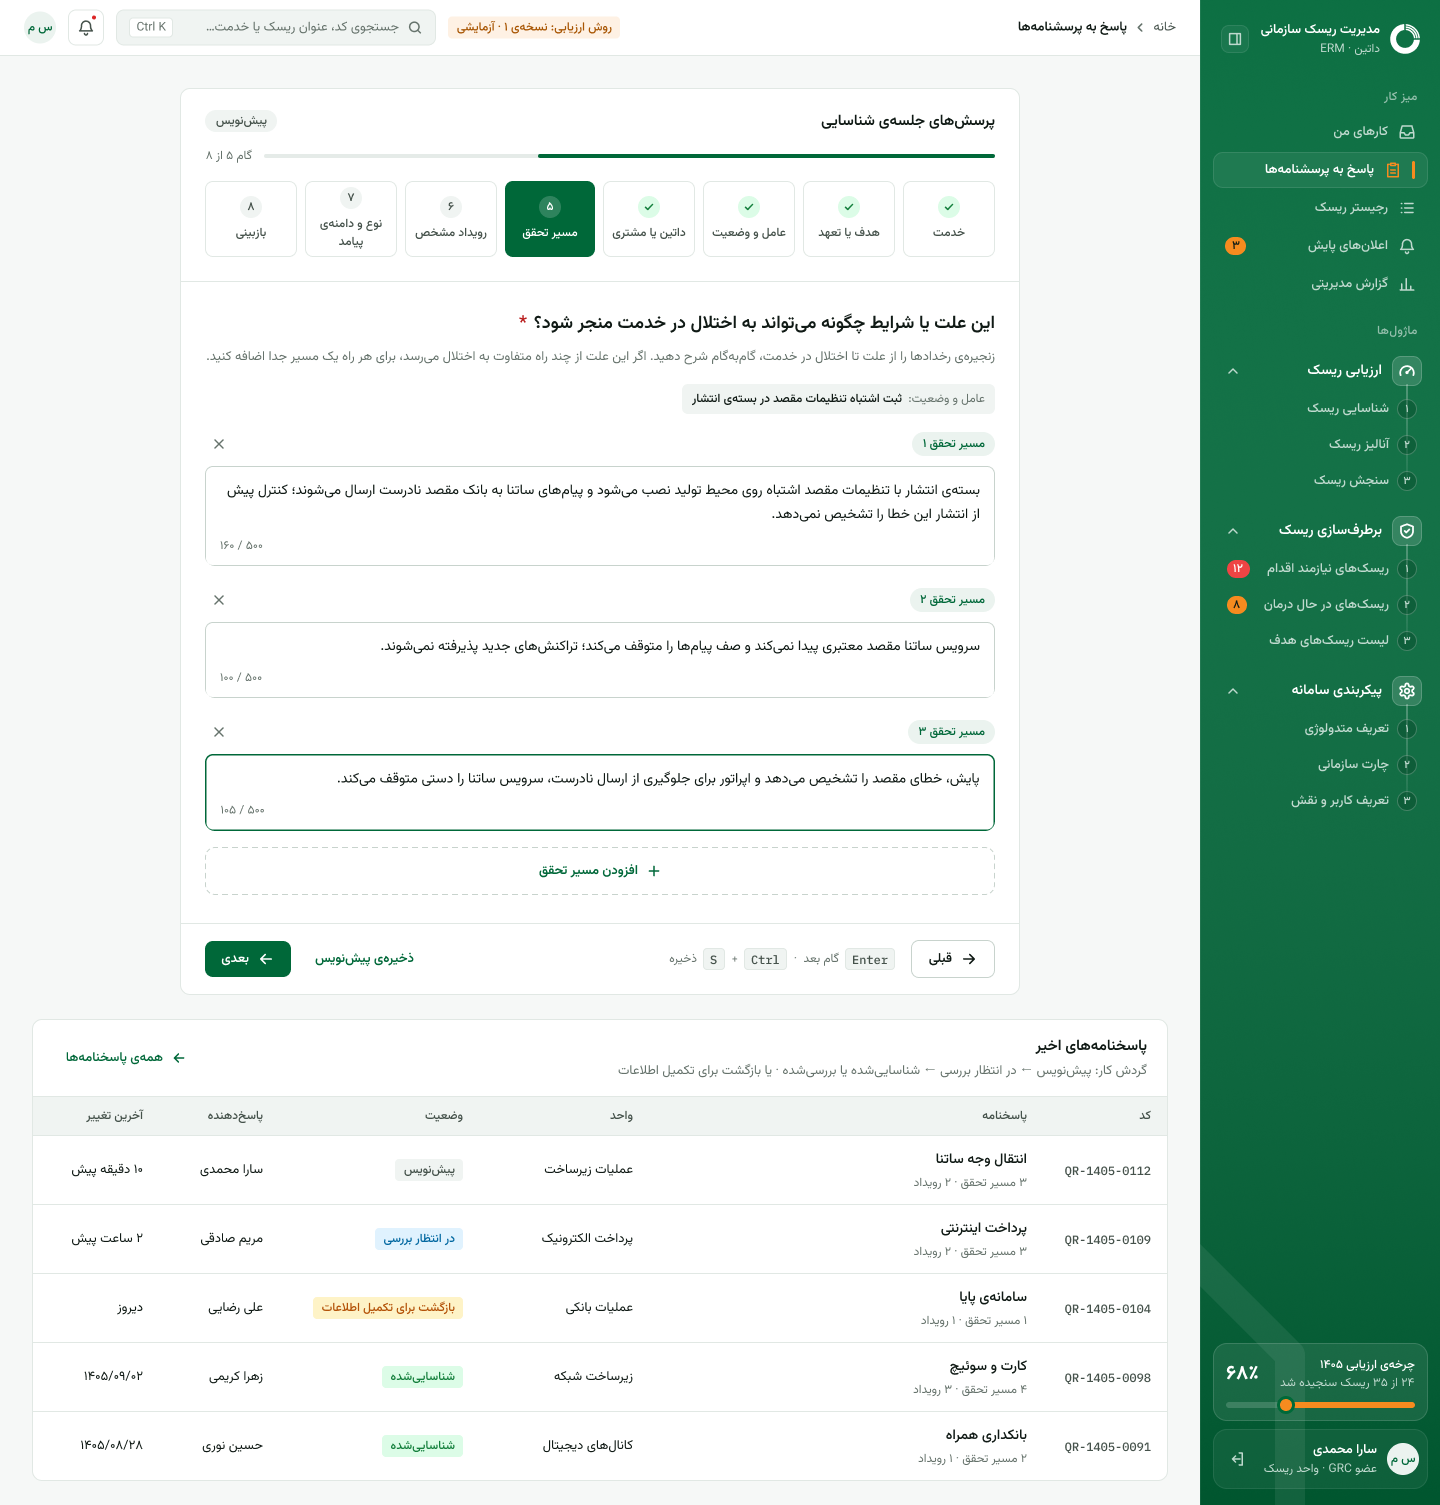 مدیریت ریسک سازمانی
داتین · ERM
میز کار
کارهای من
پاسخ به پرسشنامه‌ها
رجیستر ریسک
اعلان‌های پایش
۳
گزارش مدیریتی
ماژول‌ها
ارزیابی ریسک
۱ شناسایی ریسک
۲ آنالیز ریسک
۳ سنجش ریسک
برطرف‌سازی ریسک
۱ ریسک‌های نیازمند اقدام ۱۲
۲ ریسک‌های در حال درمان ۸
۳ لیست ریسک‌های هدف
پیکربندی سامانه
۱ تعریف متدولوژی
۲ چارت سازمانی
۳ تعریف کاربر و نقش
چرخه‌ی ارزیابی ۱۴۰۵
۲۴ از ۳۵ ریسک سنجیده شد
۶۸٪
س م
سارا محمدی
عضو GRC · واحد ریسک
خانه
پاسخ به پرسشنامه‌ها
روش ارزیابی: نسخه‌ی ۱ · آزمایشی
جستجوی کد، عنوان ریسک یا خدمت...
Ctrl K
س م
پرسش‌های جلسه‌ی شناسایی
پیش‌نویس
گام ۵ از ۸
خدمت
هدف یا تعهد
عامل و وضعیت
داتین یا مشتری
۵
مسیر تحقق
۶
رویداد مشخص
۷
نوع و دامنه‌ی
پیامد
۸
بازبینی
این علت یا شرایط چگونه می‌تواند به اختلال در خدمت منجر شود؟ *
زنجیره‌ی رخدادها را از علت تا اختلال در خدمت، گام‌به‌گام شرح دهید. اگر این علت از چند راه متفاوت به اختلال می‌رسد، برای هر راه یک مسیر جدا اضافه کنید.
عامل و وضعیت: ثبت اشتباه تنظیمات مقصد در بسته‌ی انتشار
مسیر تحقق ۱
بسته‌ی انتشار با تنظیمات مقصد اشتباه روی محیط تولید نصب می‌شود و پیام‌های ساتنا به بانک مقصد نادرست ارسال می‌شوند؛ کنترل پیش
از انتشار این خطا را تشخیص نمی‌دهد.
۱۶۰ / ۵۰۰
مسیر تحقق ۲
سرویس ساتنا مقصد معتبری پیدا نمی‌کند و صف پیام‌ها را متوقف می‌کند؛ تراکنش‌های جدید پذیرفته نمی‌شوند.
۱۰۰ / ۵۰۰
مسیر تحقق ۳
پایش، خطای مقصد را تشخیص می‌دهد و اپراتور برای جلوگیری از ارسال نادرست، سرویس ساتنا را دستی متوقف می‌کند.
۱۰۵ / ۵۰۰
افزودن مسیر تحقق
قبلی
Enter گام بعد · Ctrl + S ذخیره
ذخیره‌ی پیش‌نویس
بعدی
پاسخنامه‌های اخیر
گردش کار: پیش‌نویس ← در انتظار بررسی ← شناسایی‌شده یا بررسی‌شده · یا بازگشت برای تکمیل اطلاعات
همه‌ی پاسخنامه‌ها
کد پاسخنامه واحد وضعیت پاسخ‌دهنده آخرین تغییر
QR-1405-0112 انتقال وجه ساتنا عملیات زیرساخت پیش‌نویس سارا محمدی ۱۰ دقیقه پیش
۳ مسیر تحقق · ۲ رویداد
QR-1405-0109 پرداخت اینترنتی پرداخت الکترونیک در انتظار بررسی مریم صادقی ۲ ساعت پیش
۳ مسیر تحقق · ۲ رویداد
QR-1405-0104 سامانه‌ی پایا عملیات بانکی بازگشت برای تکمیل اطلاعات علی رضایی دیروز
۱ مسیر تحقق · ۱ رویداد
QR-1405-0098 کارت و سوئیچ زیرساخت شبکه شناسایی‌شده زهرا کریمی ۱۴۰۵/۰۹/۰۲
۴ مسیر تحقق · ۳ رویداد
QR-1405-0091 بانکداری همراه کانال‌های دیجیتال شناسایی‌شده حسین نوری ۱۴۰۵/۰۸/۲۸
۲ مسیر تحقق · ۱ رویداد